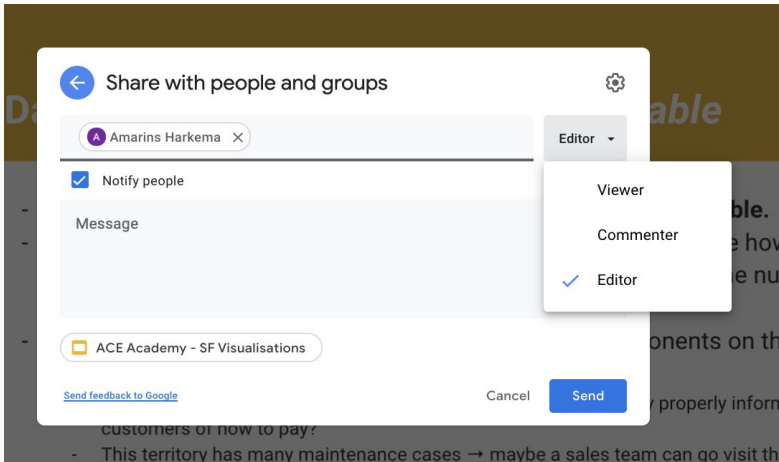 Da
able
Share with people and groups
A Amarins Harkema
Editor
Notify people
Viewer
ble.
Message
Commenter
e how
Editor
e nu
ACE Academy - SF Visualisations
onents on th
Send feedback to Google
Cancel
Send
y properly inform
customers of how to pay?
- This territory has many maintenance cases → maybe a sales team can go visit th